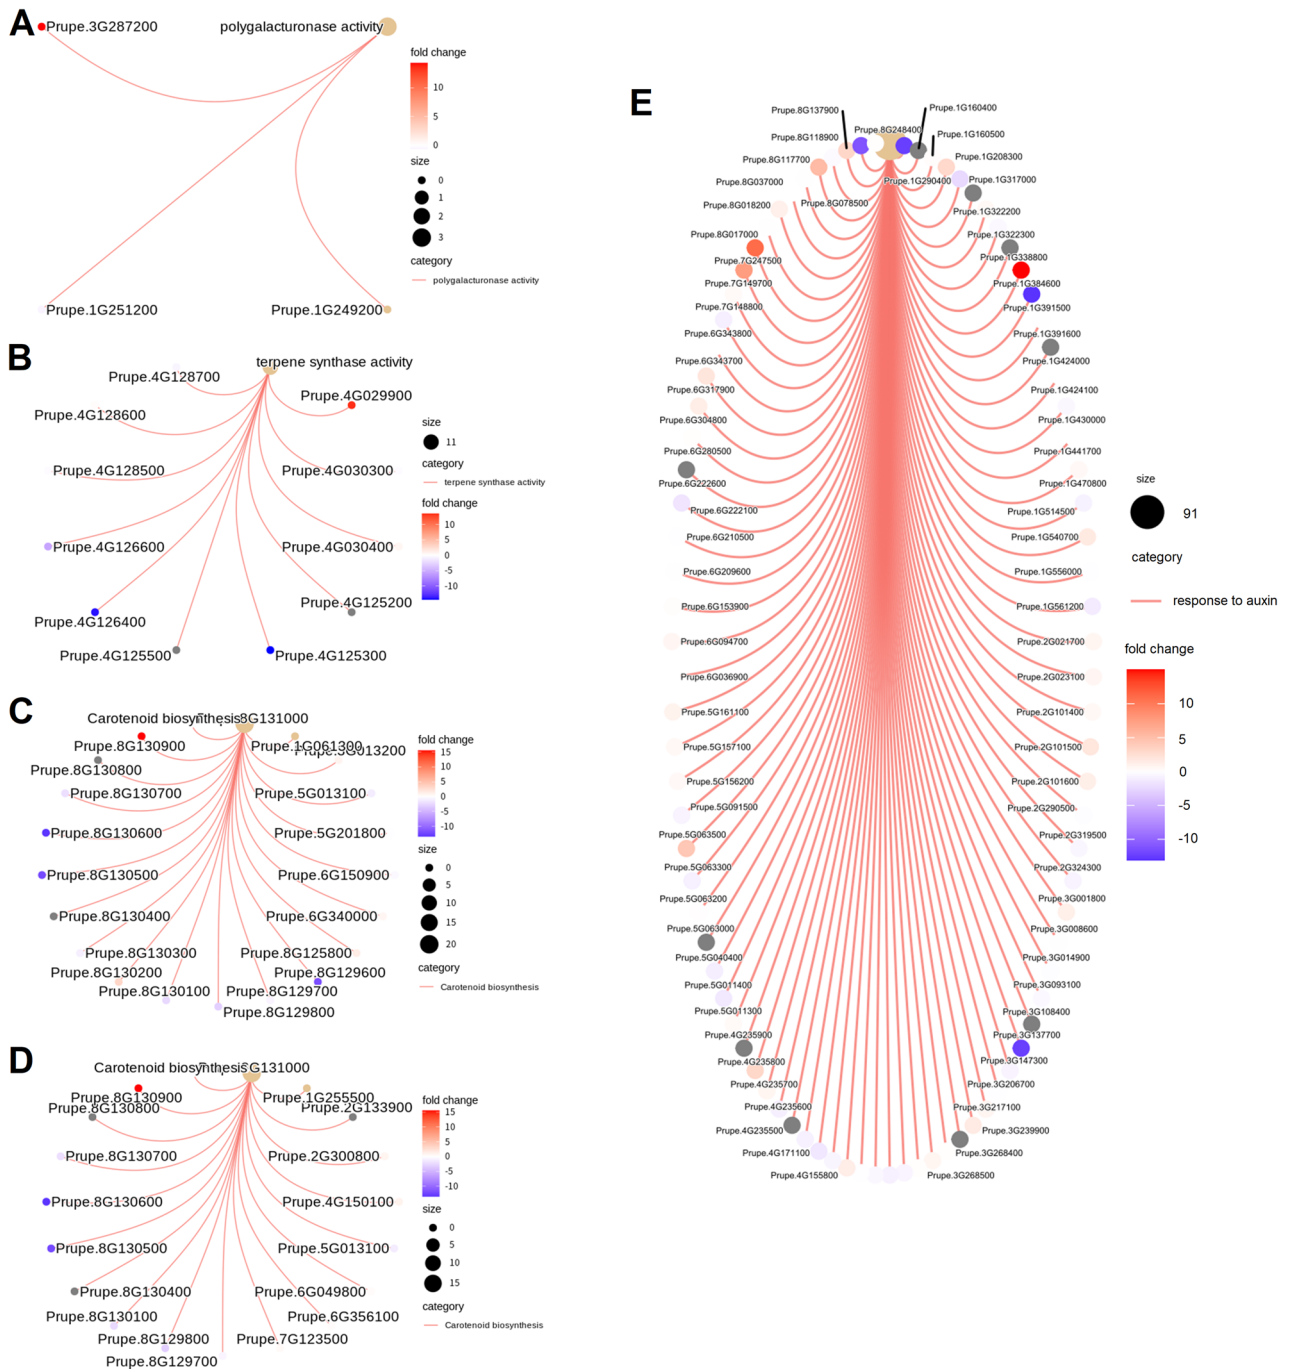 A
Prupe.3G287200
polygalacturonase activity
fold change
10
5
0
size
0
1
2
3
category
polygalacturonase activity
Prupe.1G251200
Prupe.1G249200
B
terpene synthase activity
Prupe.4G128700
Prupe.4G029900
Prupe.4G128600
Prupe.4G128500
Prupe.4G030300
Prupe.4G126600
Prupe.4G030400
Prupe.4G125200
Prupe.4G126400
Prupe.4G125500
Prupe.4G125300
size
11
category
terpene synthase activity
fold change
10
5
0
-5
-10
C
Carotenoid biosynthesis
8G131000
Prupe.8G130900
Prupe.1G061300
Prupe.5G013200
Prupe.8G130800
Prupe.8G130700
Prupe.5G013100
Prupe.8G130600
Prupe.5G201800
Prupe.8G130500
Prupe.6G150900
Prupe.8G130400
Prupe.6G340000
Prupe.8G130300
Prupe.8G125800
Prupe.8G130200
Prupe.8G129600
Prupe.8G130100
Prupe.8G129700
Prupe.8G129800
fold change
15
10
5
0
-5
-10
size
0
5
10
15
20
category
Carotenoid biosynthesis
D
Carotenoid biosynthesis
G131000
Prupe.8G130900
Prupe.1G255500
Prupe.8G130800
Prupe.2G133900
Prupe.8G130700
Prupe.2G300800
Prupe.8G130600
Prupe.4G150100
Prupe.8G130500
Prupe.5G013100
Prupe.8G130400
Prupe.6G049800
Prupe.8G130100
Prupe.6G356100
Prupe.8G129800
Prupe.7G123500
Prupe.8G129700
fold change
15
10
5
0
-5
-10
size
0
5
10
15
category
Carotenoid biosynthesis
E
Prupe.8G137900
Prupe.1G160400
Prupe.8G248400
Prupe.8G118900
Prupe.1G160500
Prupe.8G117700
Prupe.1G208300
Prupe.8G037000
Prupe.1G290400
Prupe.1G317000
Prupe.8G018200
Prupe.8G078500
Prupe.1G322200
Prupe.8G017000
Prupe.1G322300
Prupe.7G247500
Prupe.1G338800
Prupe.7G149700
Prupe.1G384600
Prupe.7G148800
Prupe.1G391500
Prupe.6G343800
Prupe.1G391600
Prupe.6G343700
Prupe.1G424000
Prupe.6G317900
Prupe.1G424100
Prupe.6G304800
Prupe.1G430000
Prupe.6G280500
Prupe.1G441700
Prupe.6G222600
Prupe.1G470800
Prupe.6G222100
Prupe.1G514500
Prupe.6G210500
Prupe.1G540700
Prupe.6G209600
Prupe.1G556000
Prupe.6G153900
Prupe.1G561200
Prupe.6G094700
Prupe.2G021700
Prupe.6G036900
Prupe.2G023100
Prupe.5G161100
Prupe.2G101400
Prupe.5G157100
Prupe.2G101500
Prupe.5G156200
Prupe.2G101600
Prupe.5G091500
Prupe.2G290500
Prupe.5G063500
Prupe.2G319500
Prupe.5G063300
Prupe.2G324300
Prupe.5G063200
Prupe.3G001800
Prupe.5G063000
Prupe.3G008600
Prupe.5G040400
Prupe.3G014900
Prupe.5G011400
Prupe.3G093100
Prupe.5G011300
Prupe.3G108400
Prupe.4G235900
Prupe.3G137700
Prupe.4G235800
Prupe.3G147300
Prupe.4G235700
Prupe.3G206700
Prupe.4G235600
Prupe.3G217100
Prupe.4G235500
Prupe.3G239900
Prupe.4G171100
Prupe.3G268400
Prupe.4G155800
Prupe.3G268500
size
91
category
response to auxin
fold change
10
5
0
-5
-10